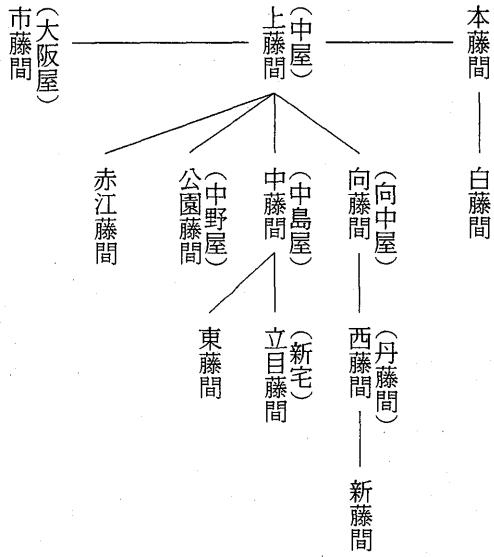 本藤間
白藤間
(中屋)
上藤間
(向中屋)
向藤間
(丹藤間)
西藤間
新藤間
(中島屋)
中藤間
(新宅)
立目藤間
東藤間
(中野屋)
公園藤間
赤江藤間
(大阪屋)
市藤間